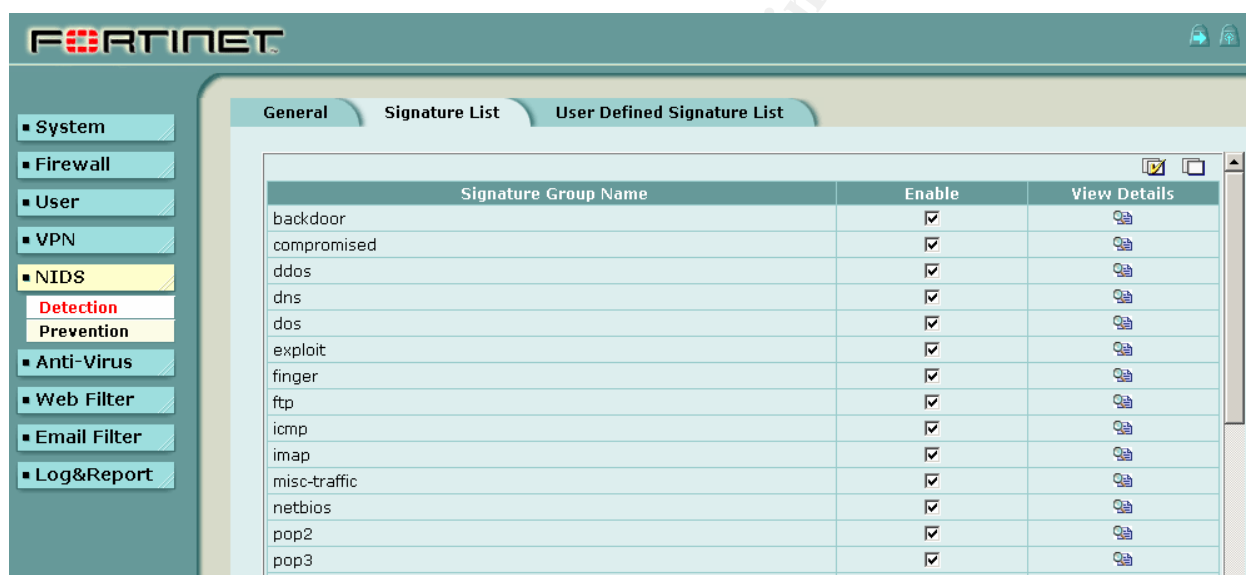 FORTINET
General Signature List User Defined Signature List
System
Firewall
User
VPN
NIDS
Detection
Prevention
Anti-Virus
Web Filter
Email Filter
Log&Report
Signature Group Name Enable View Details
backdoor
compromised
ddos
dns
dos
exploit
finger
ftp
icmp
imap
misc-traffic
netbios
pop2
pop3